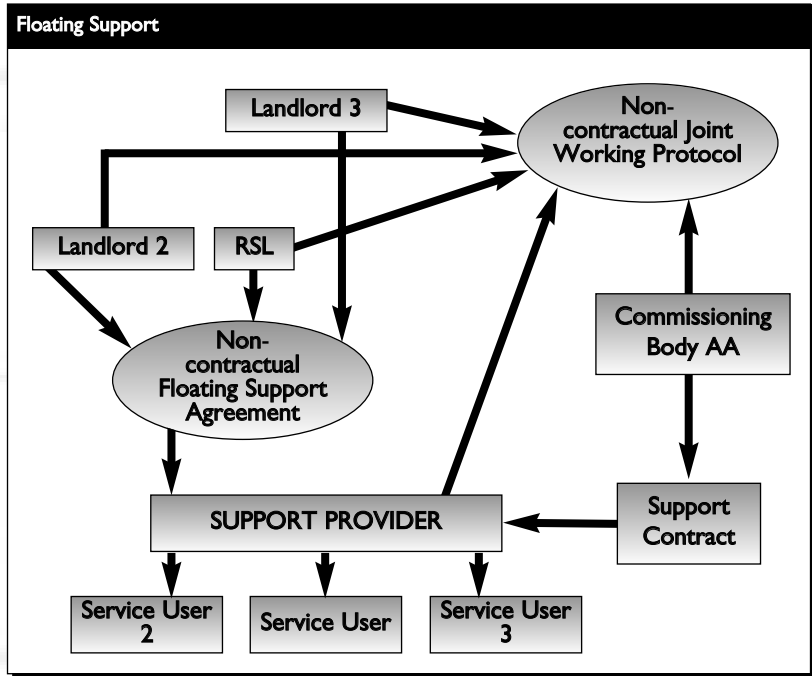 Floating Support
Landlord 3
Non-
contractual Joint
Working Protocol
Landlord 2
RSL
Commissioning
Body AA
Non-
contractual
Floating Support
Agreement
SUPPORT PROVIDER
Support
Contract
Service User
2
Service User
Service User
3